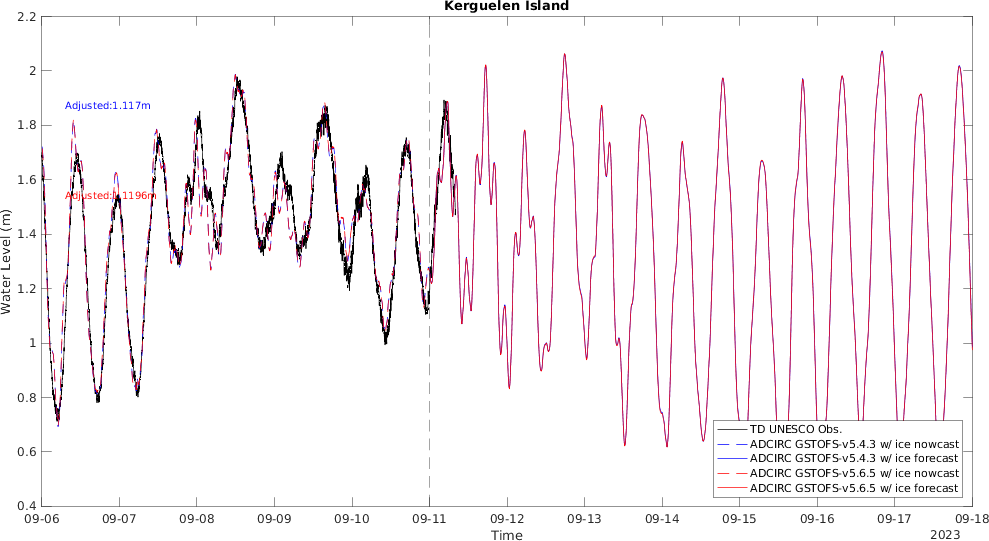 Kerguelen Island
2.2
2
1.8
1.6
1.4
1.2
1
0.8
0.6
0.4
Water Level (m)
Adjusted:1.117m
Adjusted:1.1196m
TD UNESCO Obs.
ADCIRC GSTOFS-v5.4.3 w/ ice nowcast
ADCIRC GSTOFS-v5.4.3 w/ ice forecast
ADCIRC GSTOFS-v5.6.5 w/ ice nowcast
ADCIRC GSTOFS-v5.6.5 w/ ice forecast
09-06 09-07 09-08 09-09 09-10 09-11 09-12 09-13 09-14 09-15 09-16 09-17 09-18
Time
2023